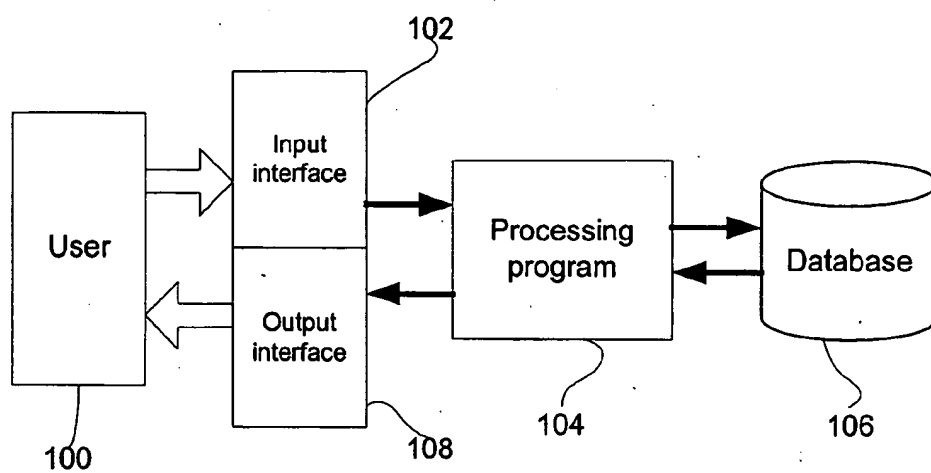 102
Input
interface
User
Processing
program
Database
Output
interface
104
106
108
100